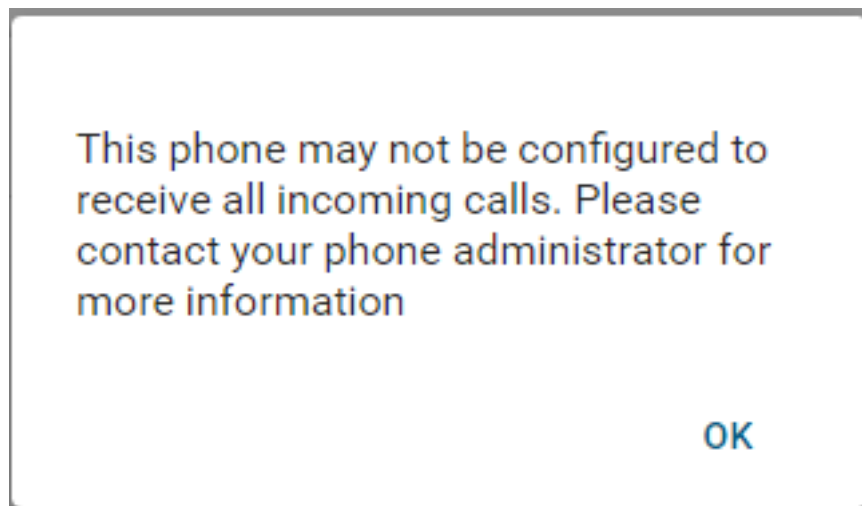 This phone may not be configured to
receive all incoming calls. Please
contact your phone administrator for
more information
OK